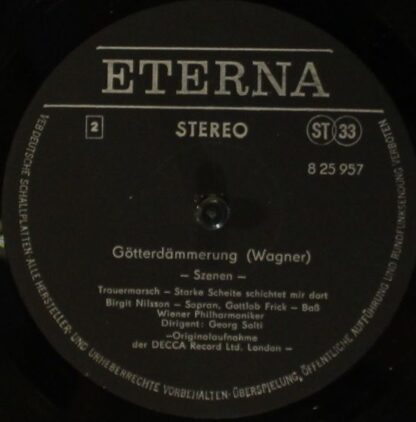 ETERNA
2 STEREO ST 33
8 25 957
Götterdämmerung (Wagner)
– Szenen –
Trauermarsch – Starke Scheite schichtet mir dort
Birgit Nilsson – Sopran, Gottlob Frick – Baß
Wiener Philharmoniker
Dirigent: Georg Solti
–Originalaufnahme
der DECCA Record Ltd. London –
VEB DEUTSCHE SCHALLPLATTEN · ALLE HERSTELLER- UND URHEBERRECHTE VORBEHALTEN · ÜBERSPIELUNG, ÖFFENTLICHE AUFFÜHRUNG UND RUNDFUNKSENDUNG VERBOTEN